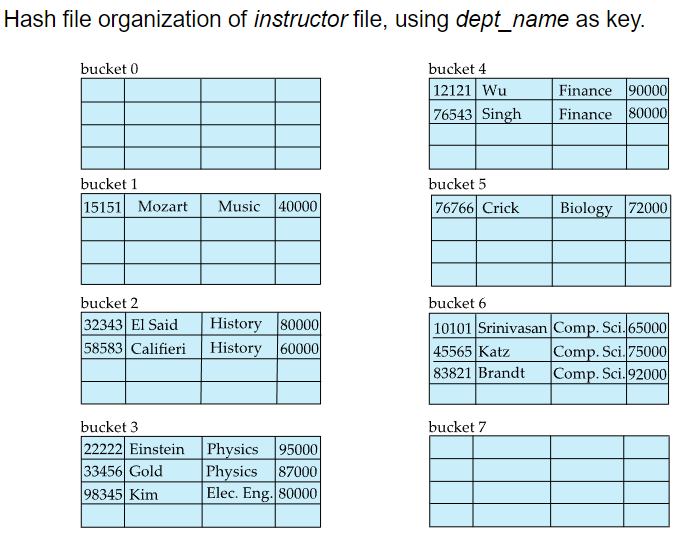 Hash file organization of instructor file, using dept_name as key.
bucket 0
bucket 1
15151 Mozart Music 40000
bucket 2
32343 El Said History 80000
58583 Califieri History 60000
bucket 3
22222 Einstein Physics 95000
33456 Gold Physics 87000
98345 Kim Elec. Eng. 80000
bucket 4
12121 Wu Finance 90000
76543 Singh Finance 80000
bucket 5
76766 Crick Biology 72000
bucket 6
10101 Srinivasan Comp. Sci. 65000
45565 Katz Comp. Sci. 75000
83821 Brandt Comp. Sci. 92000
bucket 7